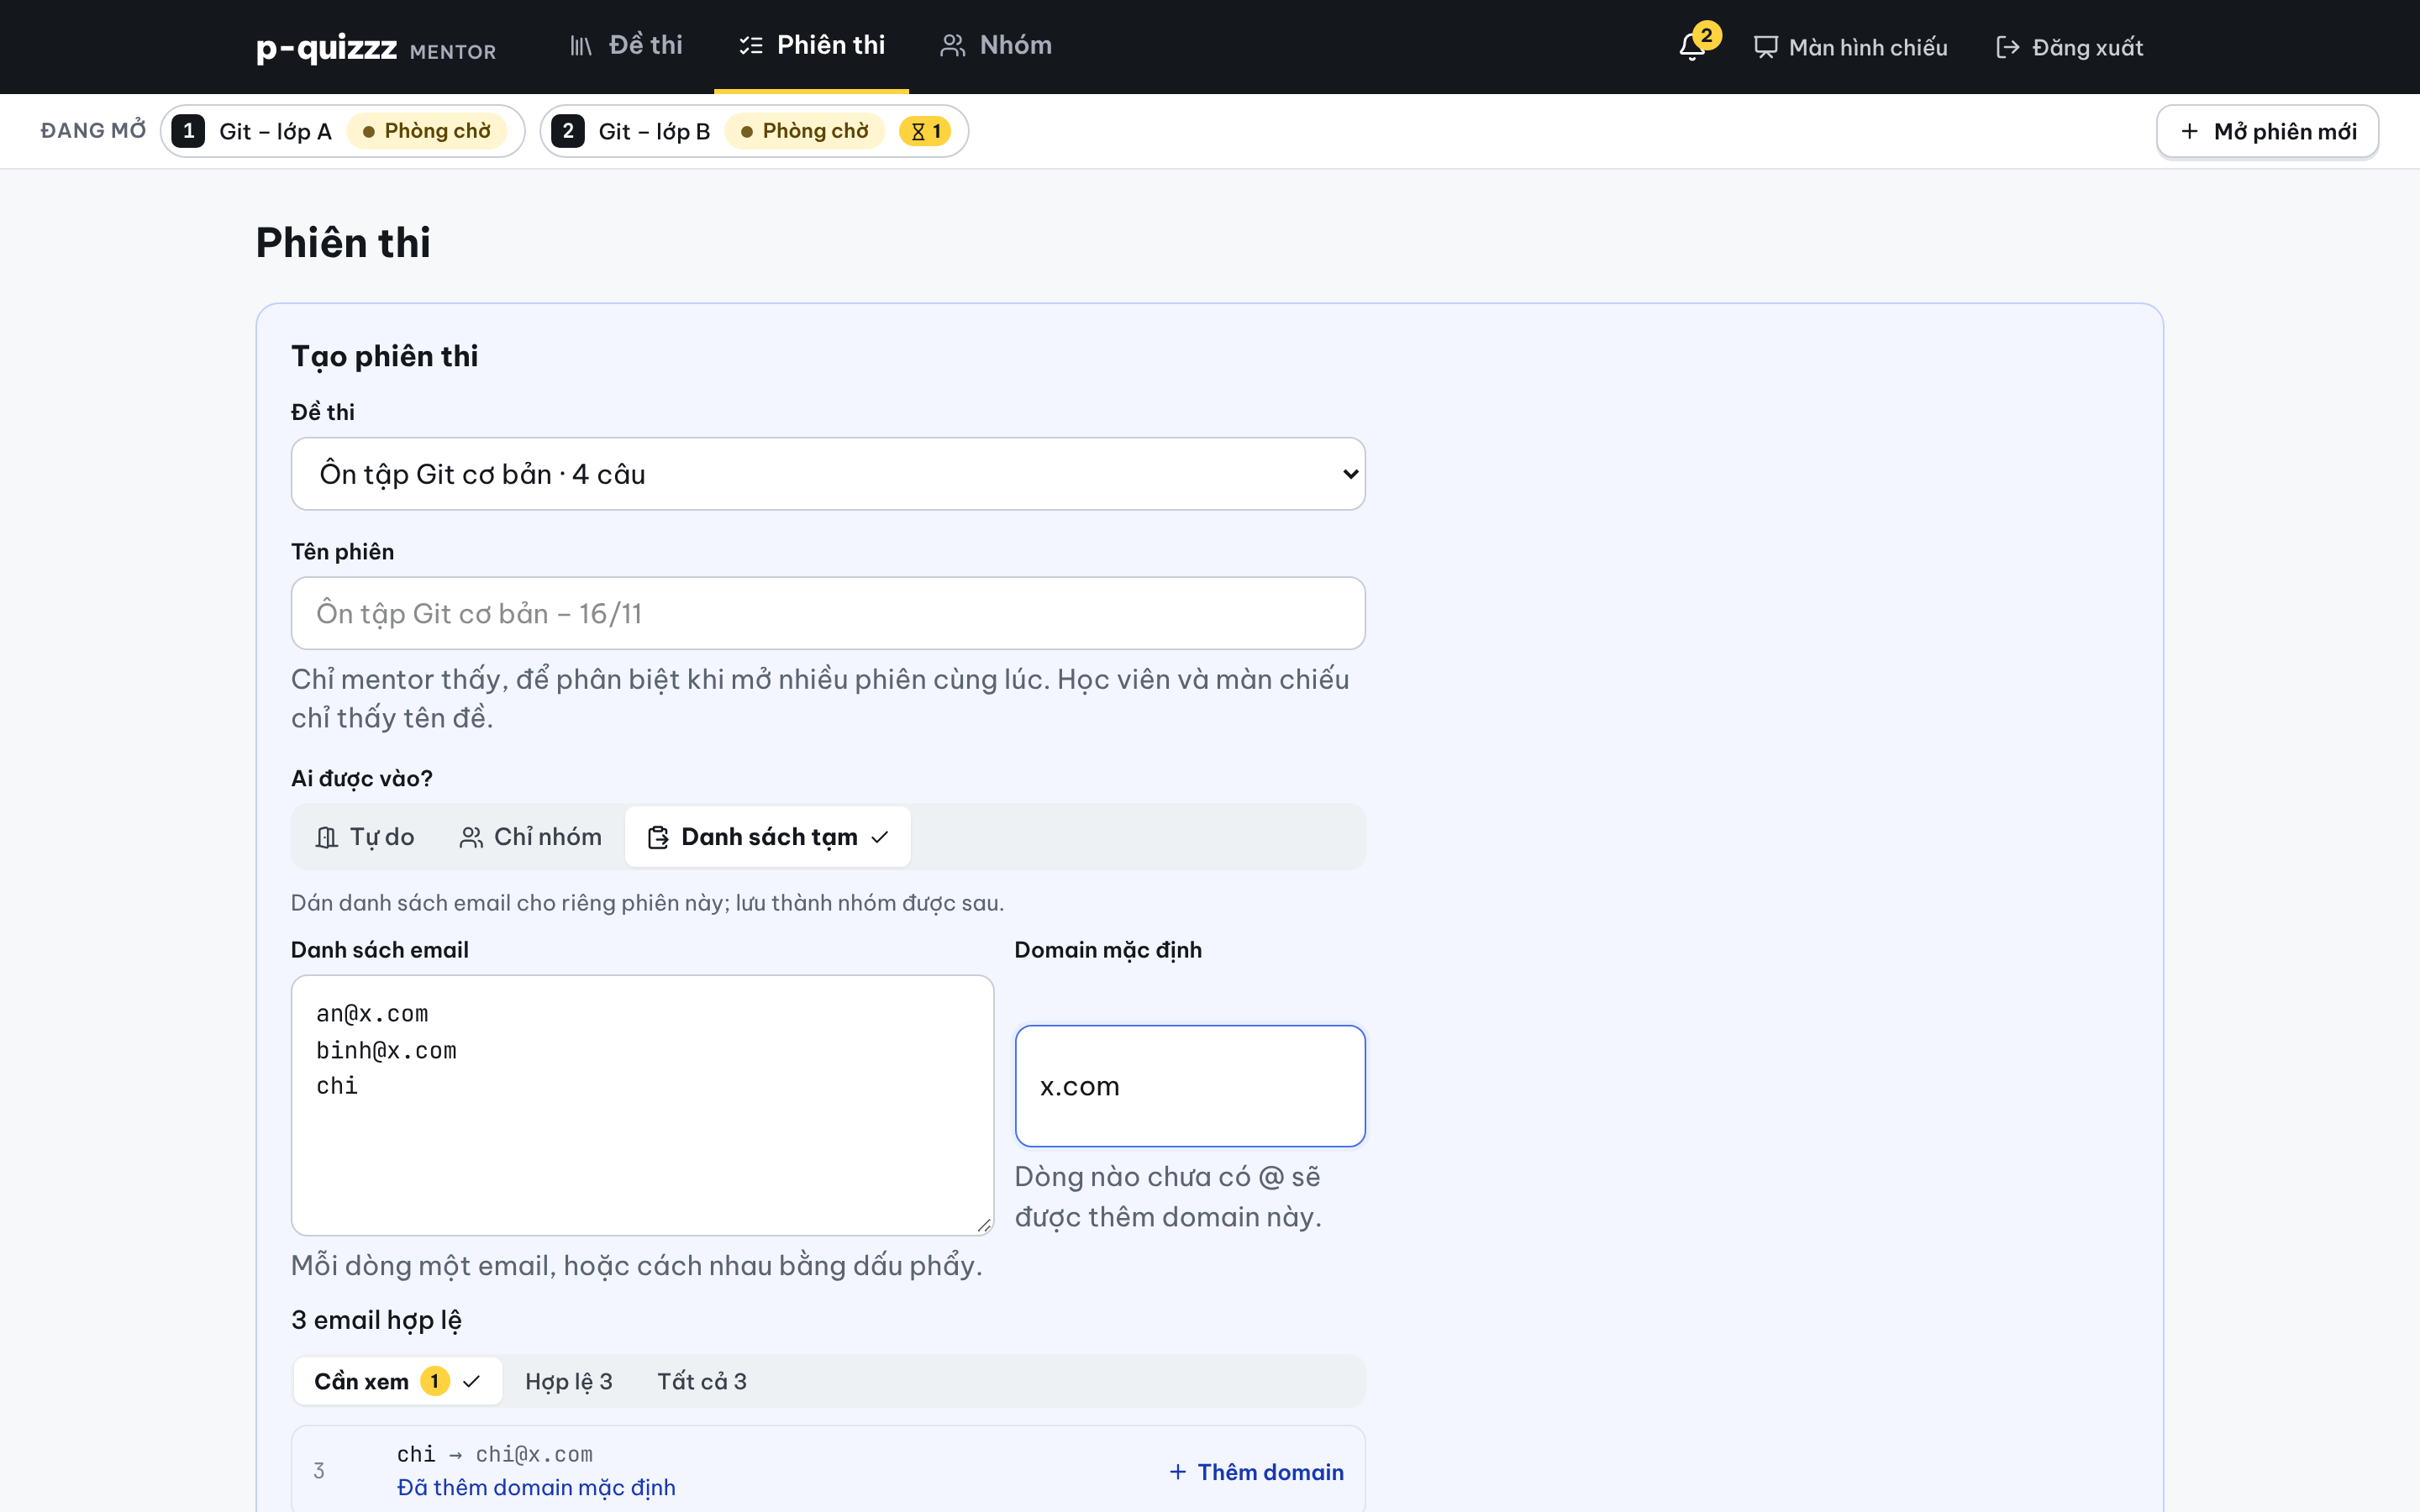 p-quizzz MENTOR
Đề thi
Phiên thi
Nhóm
2
Màn hình chiếu
Đăng xuất
ĐANG MỞ
1 Git – lớp A Phòng chờ
2 Git – lớp B Phòng chờ 1
+ Mở phiên mới
Phiên thi
Tạo phiên thi
Đề thi
Ôn tập Git cơ bản · 4 câu
Tên phiên
Ôn tập Git cơ bản – 16/11
Chỉ mentor thấy, để phân biệt khi mở nhiều phiên cùng lúc. Học viên và màn chiếu
chỉ thấy tên đề.
Ai được vào?
Tự do
Chỉ nhóm
Danh sách tạm
Dán danh sách email cho riêng phiên này; lưu thành nhóm được sau.
Danh sách email
an@x.com
binh@x.com
chi
Mỗi dòng một email, hoặc cách nhau bằng dấu phẩy.
Domain mặc định
x.com
Dòng nào chưa có @ sẽ
được thêm domain này.
3 email hợp lệ
Cần xem 1
Hợp lệ 3
Tất cả 3
3
chi → chi@x.com
Đã thêm domain mặc định
+ Thêm domain